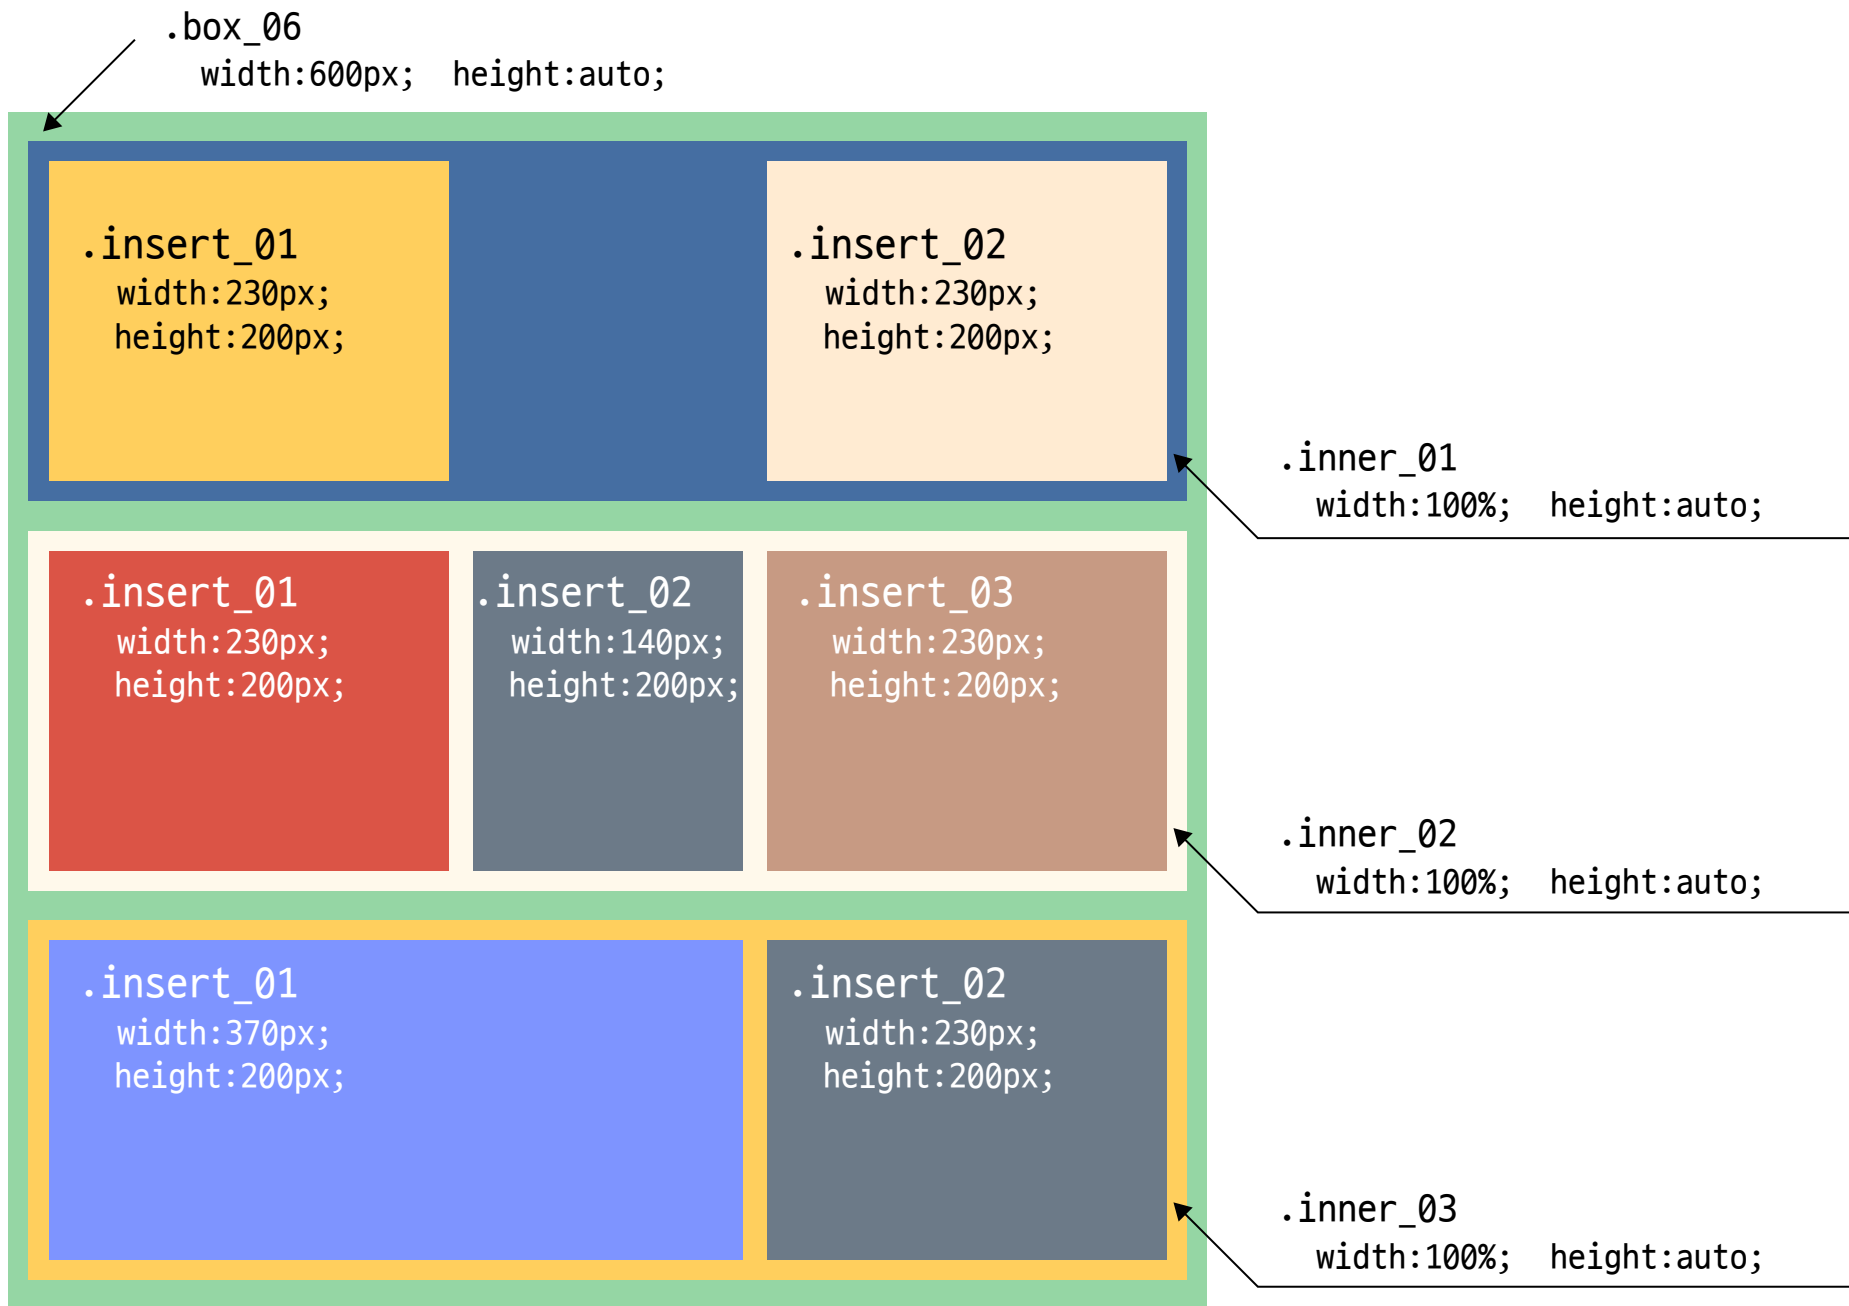 .box_06
width:600px; height:auto;
.insert_01
width:230px;
height:200px;
.insert_02
width:230px;
height:200px;
.inner_01
width:100%; height:auto;
.insert_01
width:230px;
height:200px;
.insert_02
width:140px;
height:200px;
.insert_03
width:230px;
height:200px;
.inner_02
width:100%; height:auto;
.insert_01
width:370px;
height:200px;
.insert_02
width:230px;
height:200px;
.inner_03
width:100%; height:auto;